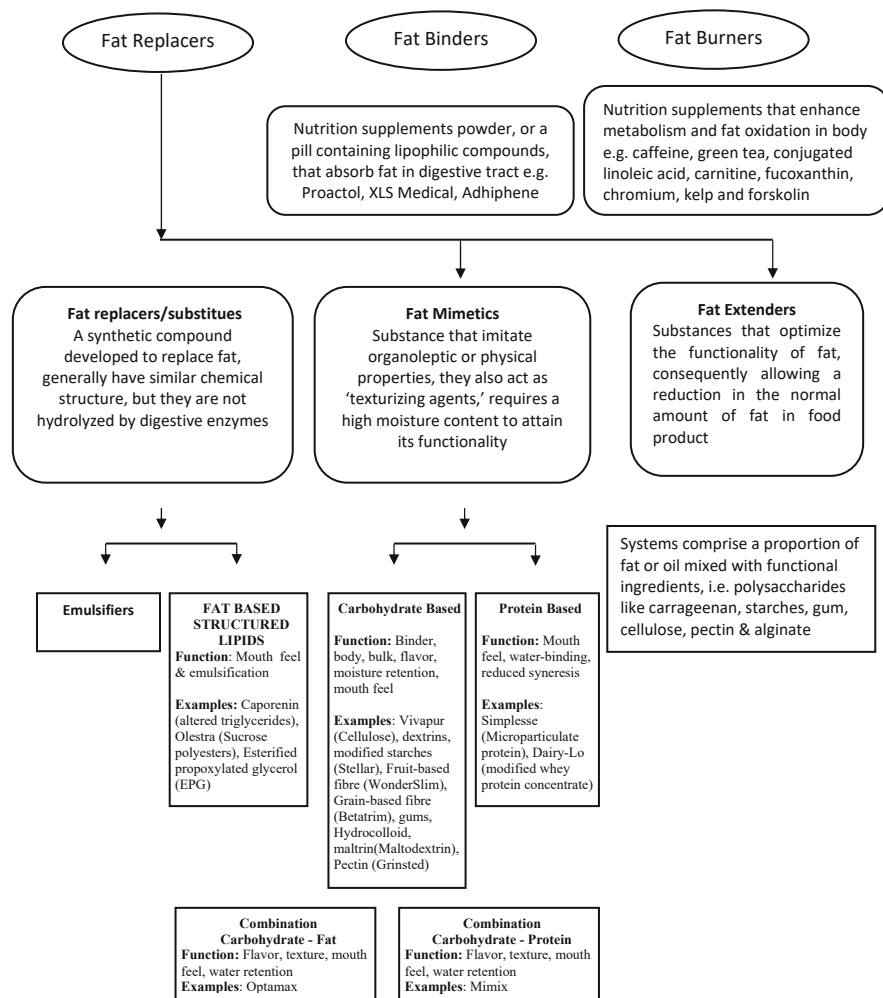 Fat Replacers
Fat Binders
Fat Burners
Nutrition supplements powder, or a
pill containing lipophilic compounds,
that absorb fat in digestive tract e.g.
Proactol, XLS Medical, Adhiphene
Nutrition supplements that enhance
metabolism and fat oxidation in body
e.g. caffeine, green tea, conjugated
linoleic acid, carnitine, fucoxanthin,
chromium, kelp and forskolin
Fat replacers/substitues
A synthetic compound
developed to replace fat,
generally have similar chemical
structure, but they are not
hydrolyzed by digestive enzymes
Fat Mimetics
Substance that imitate
organoleptic or physical
properties, they also act as
‘texturizing agents,’ requires a
high moisture content to attain
its functionality
Fat Extenders
Substances that optimize
the functionality of fat,
consequently allowing a
reduction in the normal
amount of fat in food
product
Systems comprise a proportion of
fat or oil mixed with functional
ingredients, i.e. polysaccharides
like carrageenan, starches, gum,
cellulose, pectin & alginate
Emulsifiers
FAT BASED
STRUCTURED
LIPIDS
Function: Mouth feel
& emulsification
Examples: Caporenin
(altered triglycerides),
Olestra (Sucrose
polyesters), Esterified
propoxylated glycerol
(EPG)
Carbohydrate Based
Function: Binder,
body, bulk, flavor,
moisture retention,
mouth feel
Examples: Vivapur
(Cellulose), dextrins,
modified starches
(Stellar), Fruit-based
fibre (WonderSlim),
Grain-based fibre
(Betatrim), gums,
Hydrocolloid,
maltrin(Maltodextrin),
Pectin (Grinsted)
Protein Based
Function: Mouth
feel, water-binding,
reduced syneresis
Examples:
Simplesse
(Microparticulate
protein), Dairy-Lo
(modified whey
protein concentrate)
Combination
Carbohydrate - Fat
Function: Flavor, texture, mouth
feel, water retention
Examples: Optamax
Combination
Carbohydrate - Protein
Function: Flavor, texture, mouth
feel, water retention
Examples: Mimix